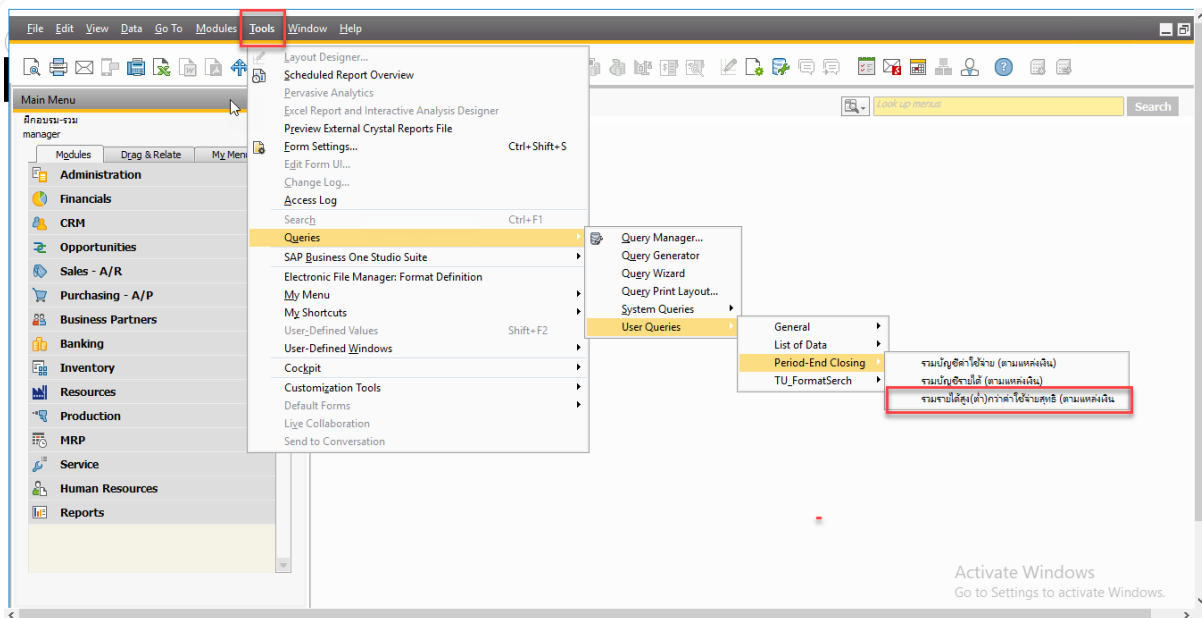 File Edit View Data Go To Modules Tools Window Help
Layout Designer...
Scheduled Report Overview
Pervasive Analytics
Excel Report and Interactive Analysis Designer
Preview External Crystal Reports File
Form Settings... Ctrl+Shift+S
Edit Form UI...
Change Log...
Access Log
Search Ctrl+F1
Queries
SAP Business One Studio Suite
Electronic File Manager: Format Definition
My Menu
My Shortcuts
User-Defined Values Shift+F2
User-Defined Windows
Cockpit
Customization Tools
Default Forms
Live Collaboration
Send to Conversation
Query Manager...
Query Generator
Query Wizard
Query Print Layout...
System Queries
User Queries
General
List of Data
Period-End Closing
TU_FormatSerch
รวมบัญชีค่าใช้จ่าย (ตามแหล่งเงิน)
รวมบัญชีรายได้ (ตามแหล่งเงิน)
รวมรายได้สูง(ต่ำ)กว่าค่าใช้จ่ายสุทธิ (ตามแหล่งเงิน
Look up menus
Search
Main Menu
ฝึกอบรม-รวม
manager
Modules Drag & Relate My Men
Administration
Financials
CRM
Opportunities
Sales - A/R
Purchasing - A/P
Business Partners
Banking
Inventory
Resources
Production
MRP
Service
Human Resources
Reports
Activate Windows
Go to Settings to activate Windows.